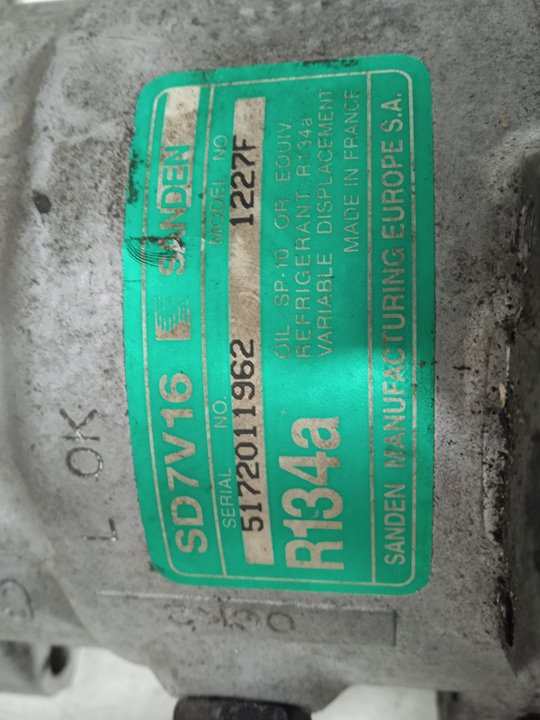 SD7V16 SANDEN
SERIAL NO. MODEL NO
51720111962 1227F
R134a
OIL :SP-10 OR EQUIV.
REFRIGERANT R134a
VARIABLE DISPLACEMENT
MADE IN FRANCE
SANDEN MANUFACTURING EUROPE S.A.
L OK